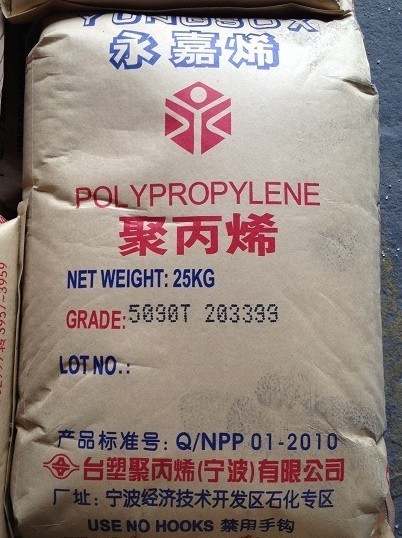 YUNGSOX
永嘉烯
POLYPROPYLENE
聚丙烯
NET WEIGHT: 25KG
GRADE: 5090T 203399
LOT NO.:
产品标准号: Q/NPP 01-2010
台塑聚丙烯(宁波)有限公司
厂址: 宁波经济技术开发区石化专区
USE NO HOOKS 禁用手钩